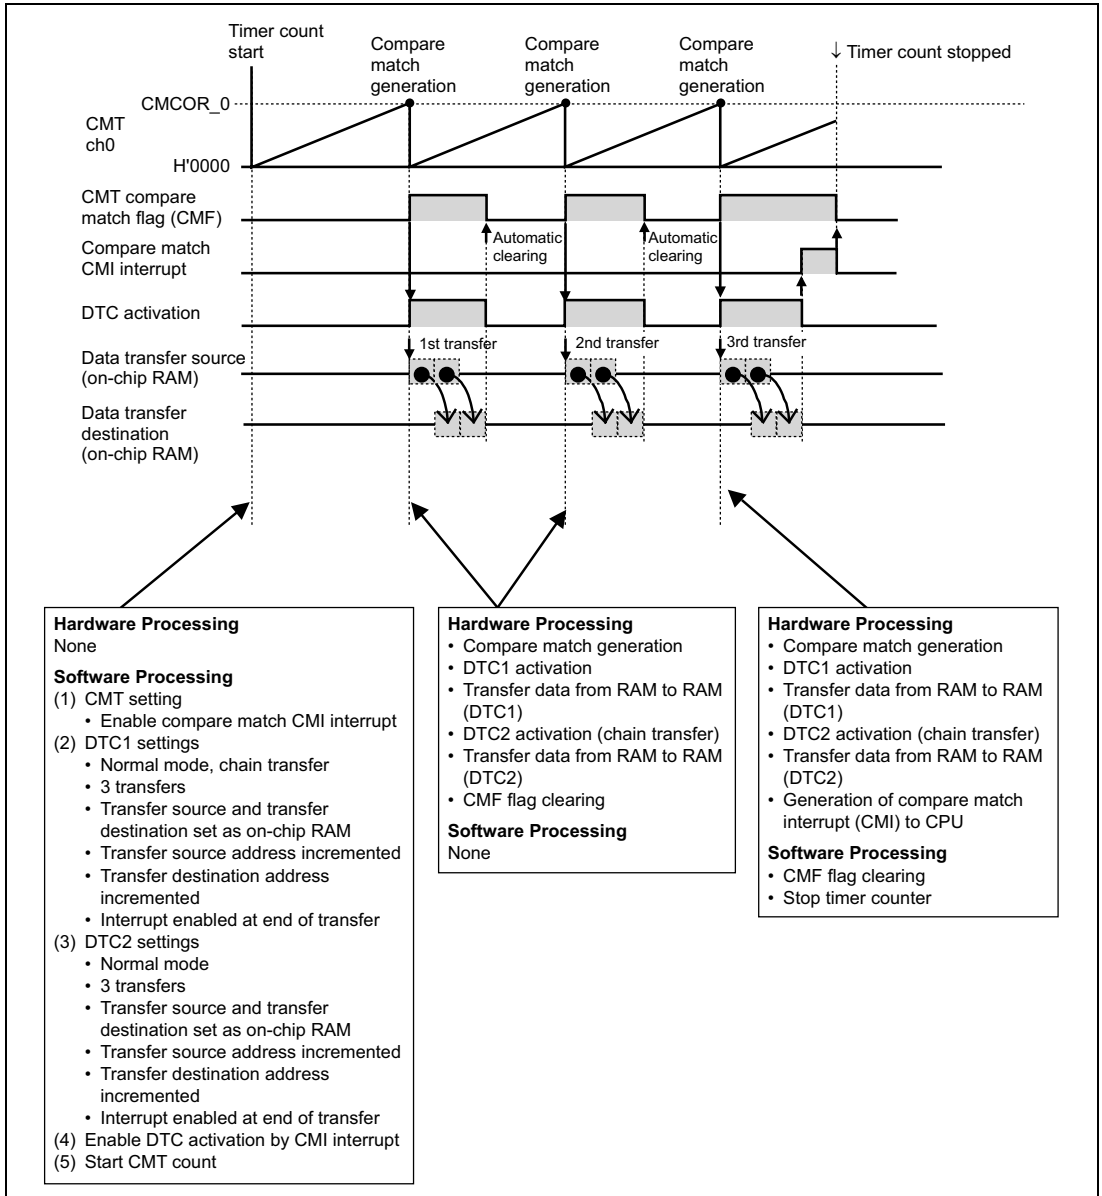 Timer count
start
Compare
match
generation
Compare
match
generation
Compare
match
generation
↓ Timer count stopped
CMCOR_0
CMT
ch0
H'0000
CMT compare
match flag (CMF)
Automatic
clearing
Automatic
clearing
Compare match
CMI interrupt
DTC activation
1st transfer
2nd transfer
3rd transfer
Data transfer source
(on-chip RAM)
Data transfer
destination
(on-chip RAM)
Hardware Processing
None
Software Processing
(1) CMT setting
• Enable compare match CMI interrupt
(2) DTC1 settings
• Normal mode, chain transfer
• 3 transfers
• Transfer source and transfer
destination set as on-chip RAM
• Transfer source address incremented
• Transfer destination address
incremented
• Interrupt enabled at end of transfer
(3) DTC2 settings
• Normal mode
• 3 transfers
• Transfer source and transfer
destination set as on-chip RAM
• Transfer source address incremented
• Transfer destination address
incremented
• Interrupt enabled at end of transfer
(4) Enable DTC activation by CMI interrupt
(5) Start CMT count
Hardware Processing
• Compare match generation
• DTC1 activation
• Transfer data from RAM to RAM
(DTC1)
• DTC2 activation (chain transfer)
• Transfer data from RAM to RAM
(DTC2)
• CMF flag clearing
Software Processing
None
Hardware Processing
• Compare match generation
• DTC1 activation
• Transfer data from RAM to RAM
(DTC1)
• DTC2 activation (chain transfer)
• Transfer data from RAM to RAM
(DTC2)
• Generation of compare match
interrupt (CMI) to CPU
Software Processing
• CMF flag clearing
• Stop timer counter